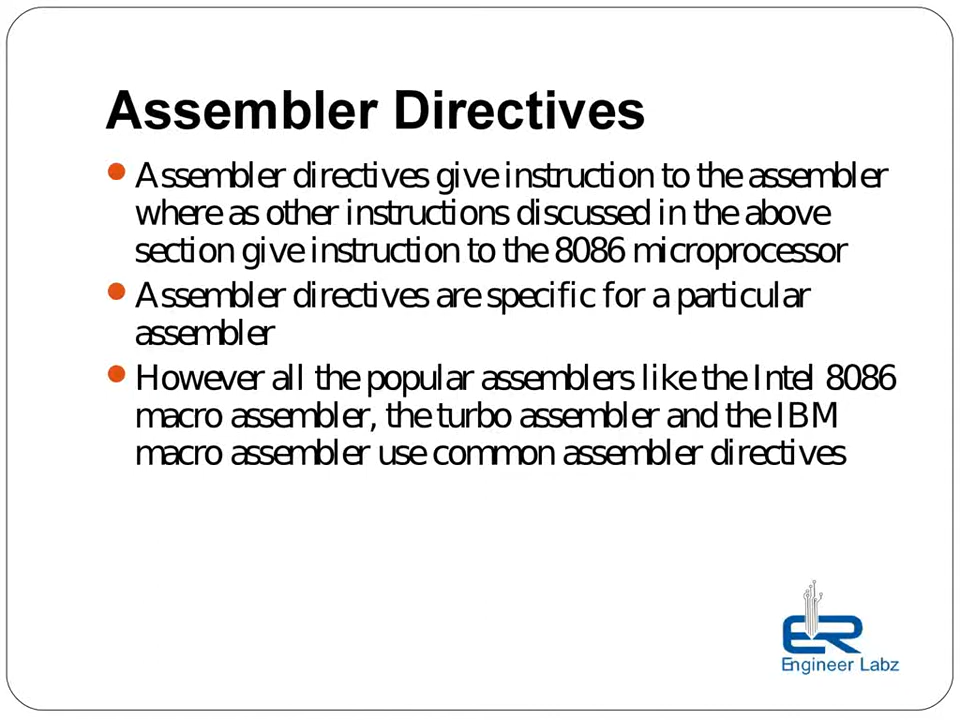 Assembler Directives
Assembler directives give instruction to the assembler
where as other instructions discussed in the above
section give instruction to the 8086 microprocessor
Assembler directives are specific for a particular
assembler
However all the popular assemblers like the Intel 8086
macro assembler, the turbo assembler and the IBM
macro assembler use common assembler directives
ER
Engineer Labz